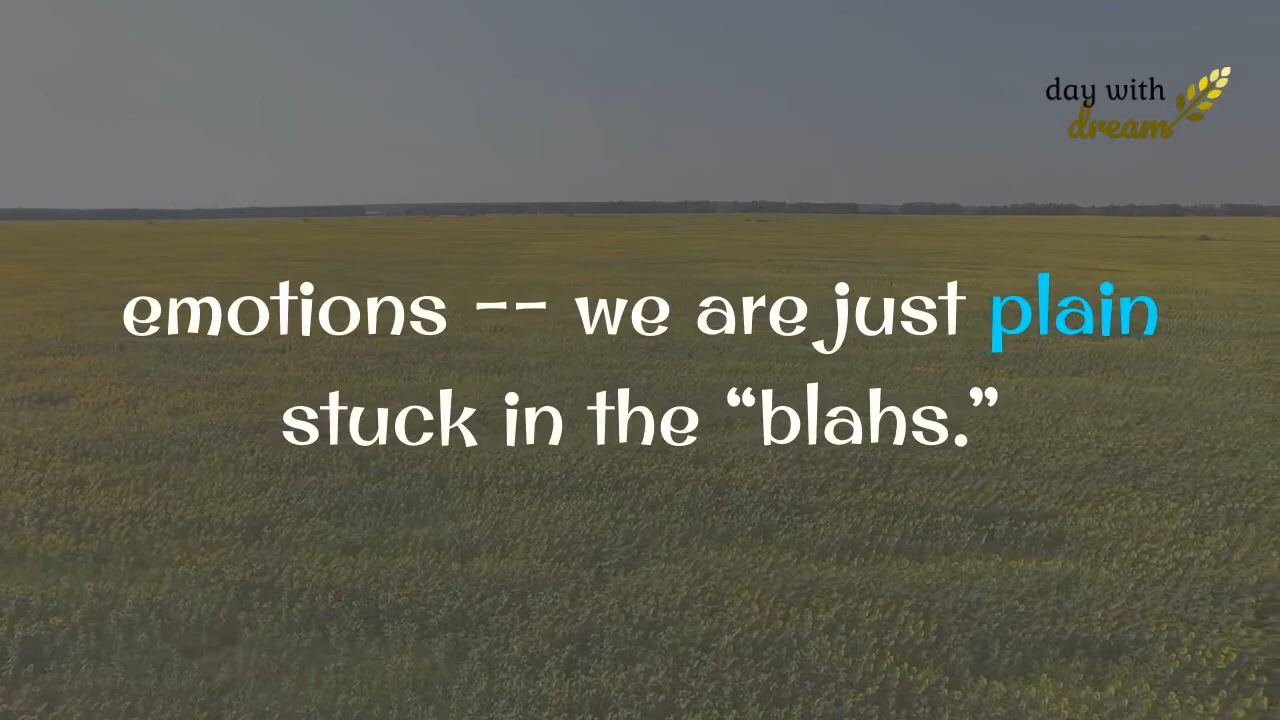 day with
dream
emotions -- we are just plain
stuck in the “blahs.”